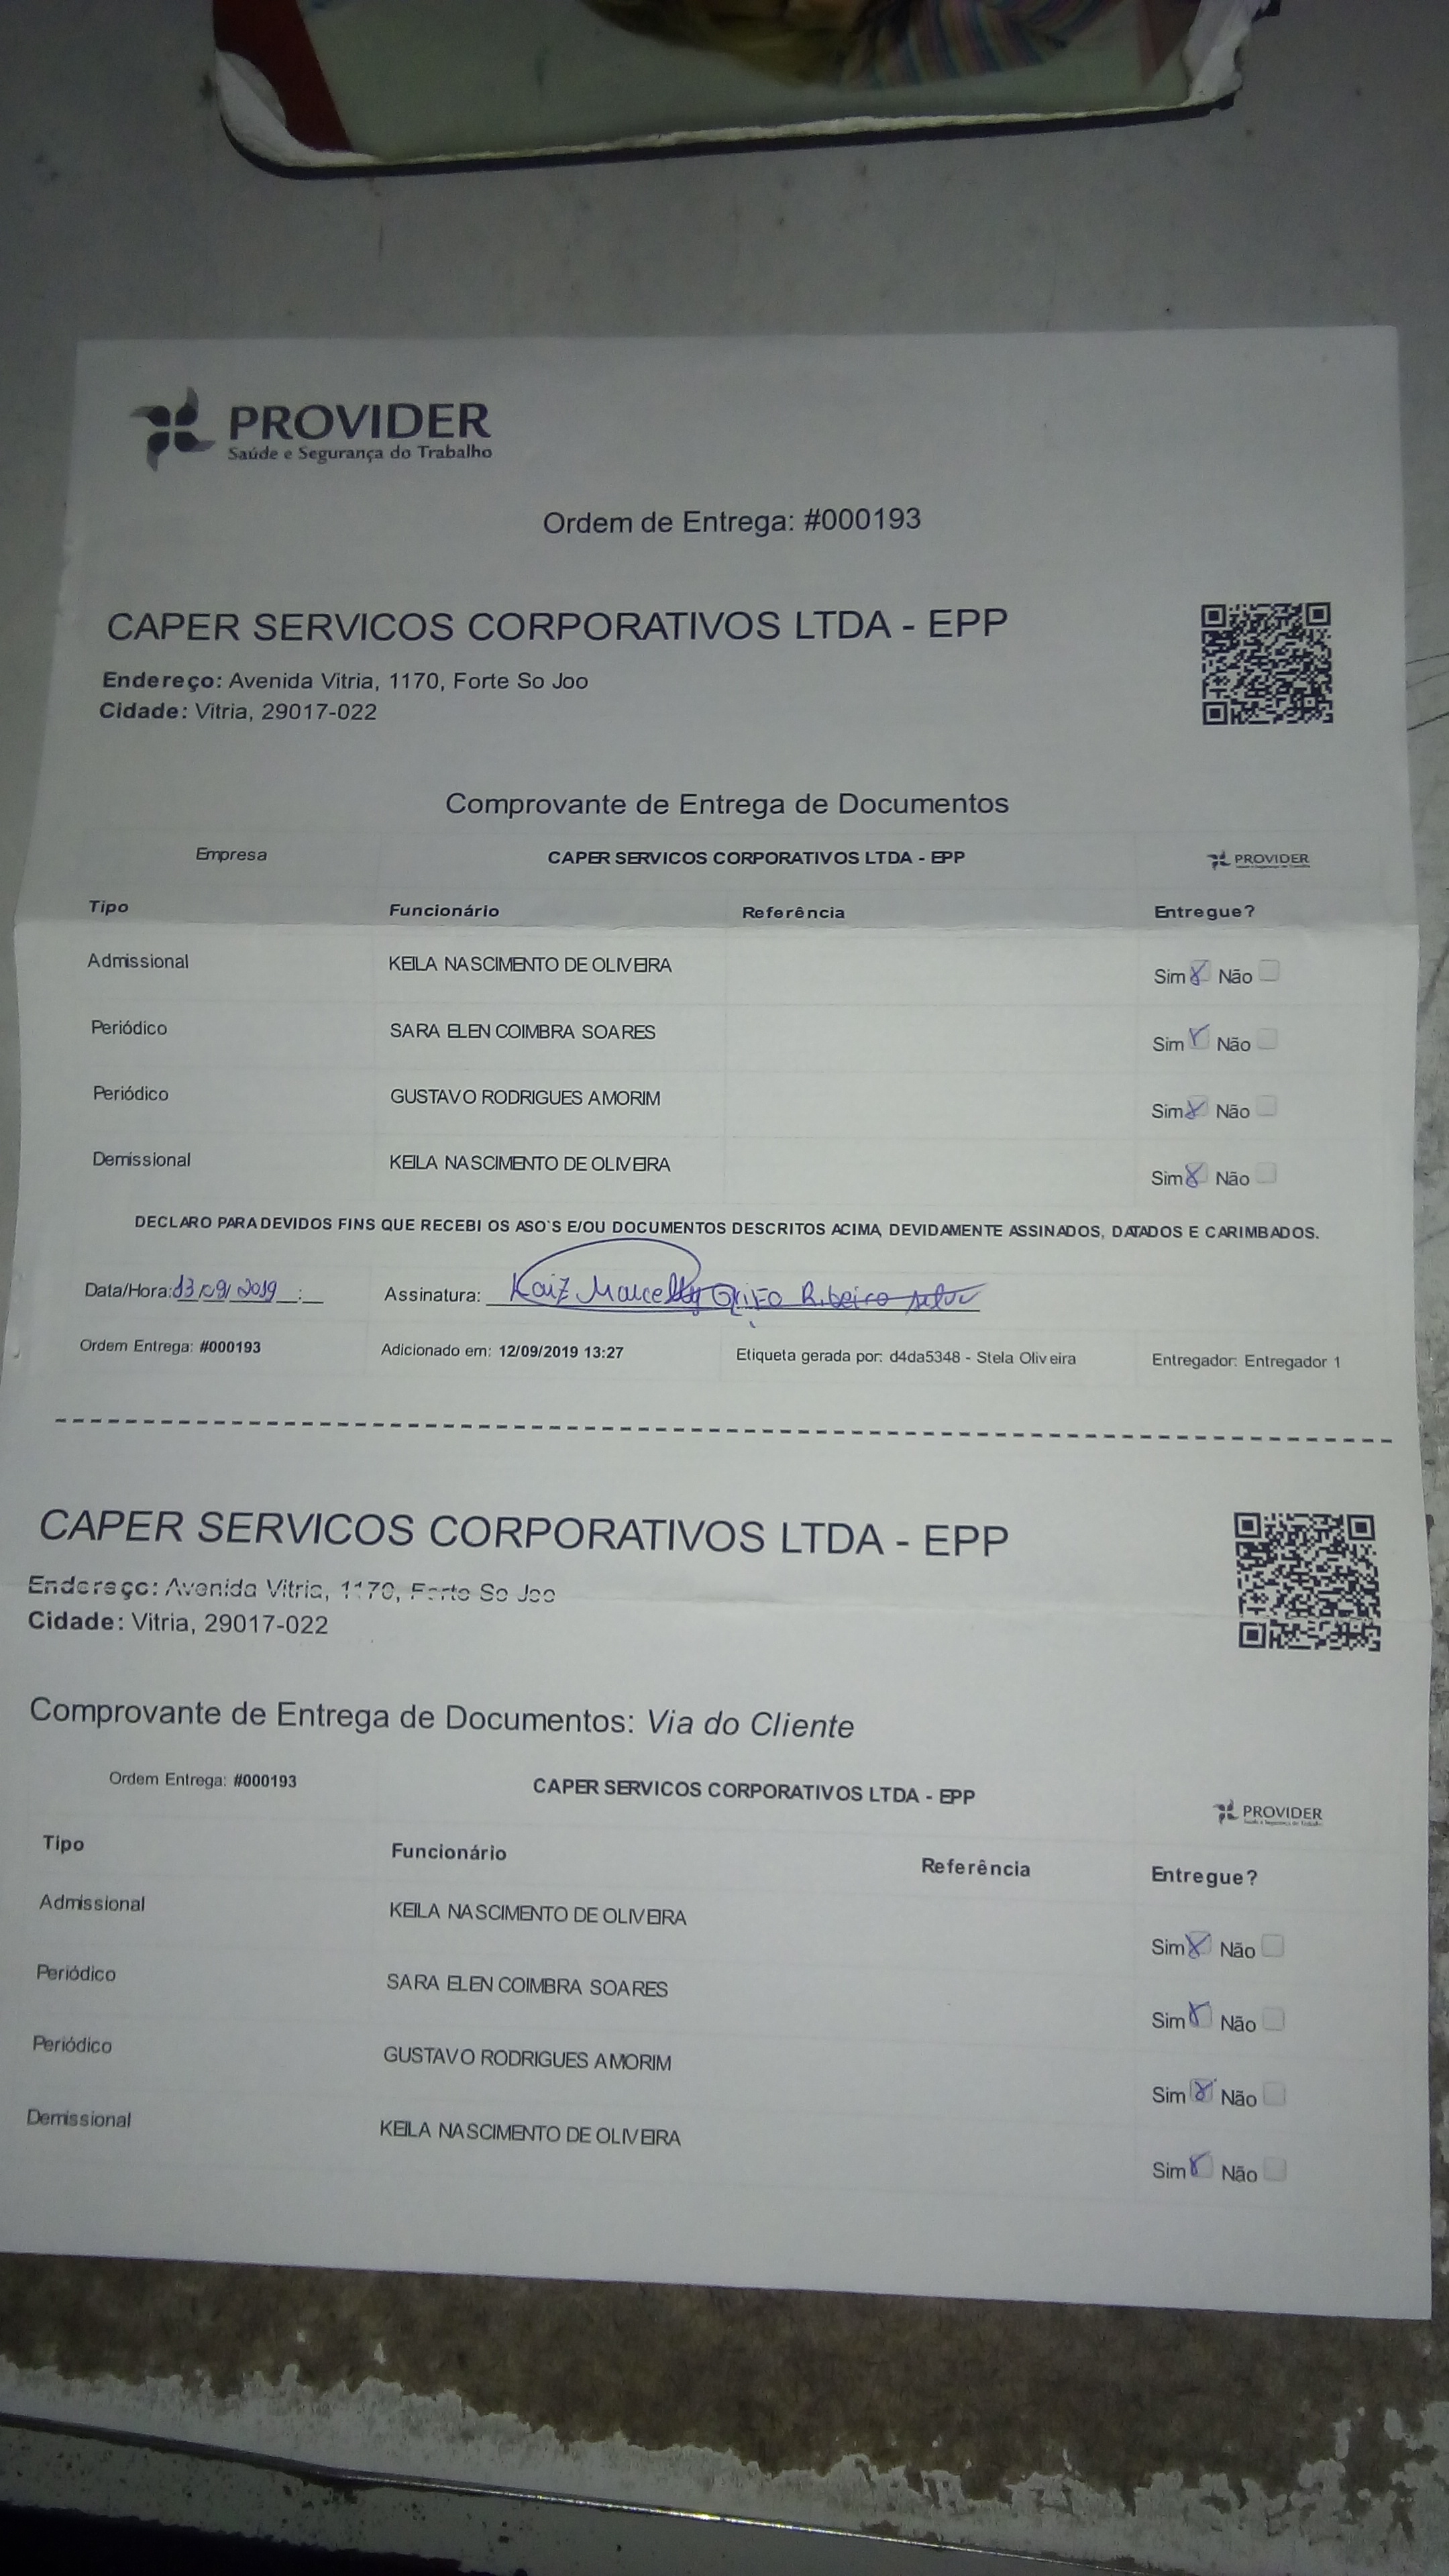 PROVIDER
Saúde e Segurança do Trabalho
Ordem de Entrega: #000193
CAPER SERVICOS CORPORATIVOS LTDA - EPP
Endereço: Avenida Vitria, 1170, Forte So Joo
Cidade: Vitria, 29017-022
Comprovante de Entrega de Documentos
Empresa CAPER SERVICOS CORPORATIVOS LTDA - EPP PROVIDER
Tipo Funcionário Referência Entregue?
Admissional KEILA NASCIMENTO DE OLIVEIRA Sim Não
Periódico SARA ELEN COIMBRA SOARES Sim Não
Periódico GUSTAVO RODRIGUES AMORIM Sim Não
Demissional KEILA NASCIMENTO DE OLIVEIRA Sim Não
DECLARO PARA DEVIDOS FINS QUE RECEBI OS ASO'S E/OU DOCUMENTOS DESCRITOS ACIMA, DEVIDAMENTE ASSINADOS, DATADOS E CARIMBADOS.
Data/Hora: 13/09/2019 __:__ Assinatura: Ribeiro
Ordem Entrega: #000193 Adicionado em: 12/09/2019 13:27 Etiqueta gerada por: d4da5348 - Stela Oliveira Entregador: Entregador 1
CAPER SERVICOS CORPORATIVOS LTDA - EPP
Endereço: Avenida Vitria, 1170, Forte So Joo
Cidade: Vitria, 29017-022
Comprovante de Entrega de Documentos: Via do Cliente
Ordem Entrega: #000193 CAPER SERVICOS CORPORATIVOS LTDA - EPP PROVIDER
Tipo Funcionário Referência Entregue?
Admissional KEILA NASCIMENTO DE OLIVEIRA Sim Não
Periódico SARA ELEN COIMBRA SOARES Sim Não
Periódico GUSTAVO RODRIGUES AMORIM Sim Não
Demissional KEILA NASCIMENTO DE OLIVEIRA Sim Não